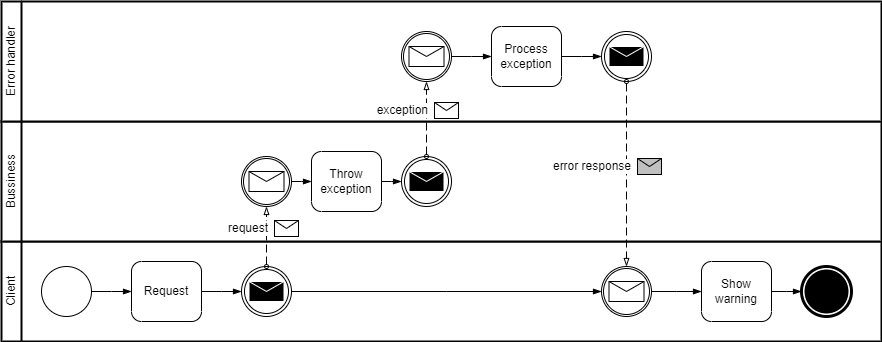 Error handler
Process
exception
exception
Bussiness
Throw
exception
error response
request
Client
Request
Show
warning